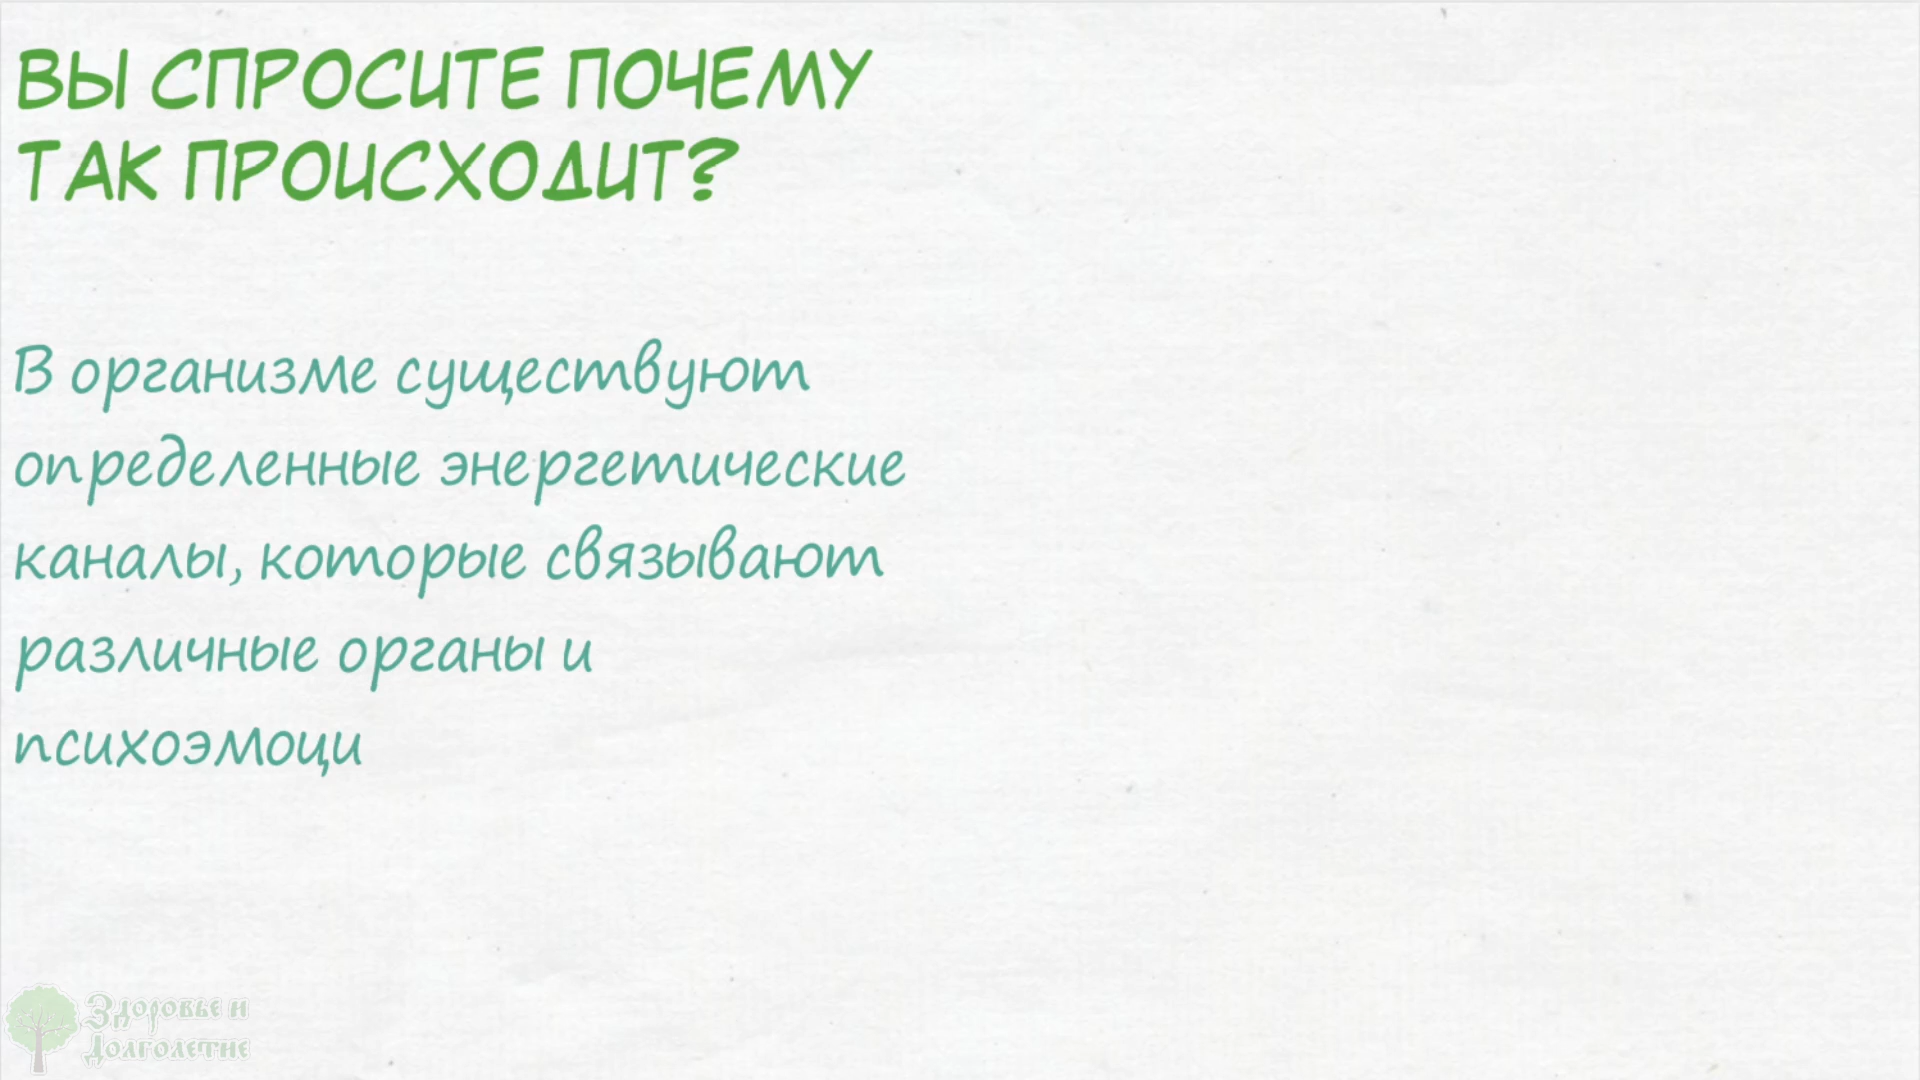 ВЫ СПРОСИТЕ ПОЧЕМУ
ТАК ПРОИСХОДИТ?
В организме существуют
определенные энергетические
каналы, которые связывают
различные органы и
психоэмоци
Здоровье и
Долголетие